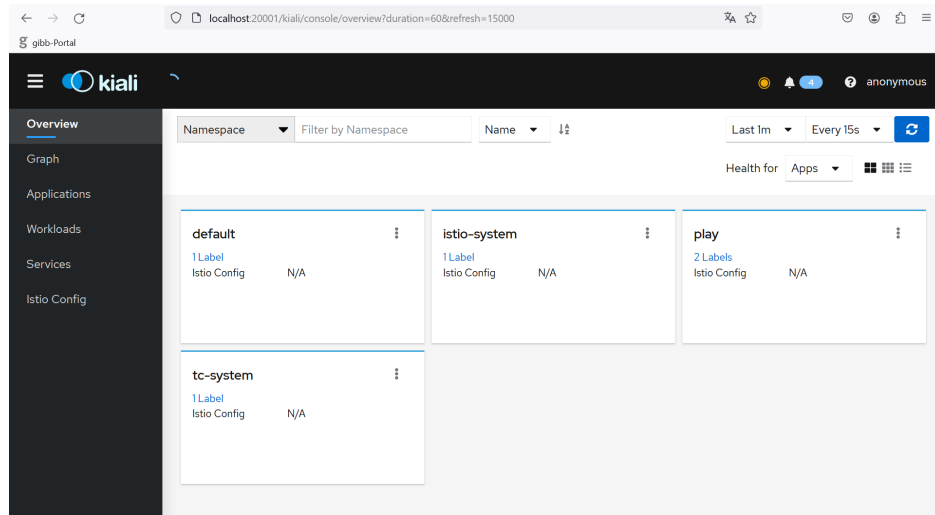 localhost:20001/kiali/console/overview?duration=60&refresh=15000
gibb-Portal
kiali
4
anonymous
Overview
Graph
Applications
Workloads
Services
Istio Config
Namespace
Filter by Namespace
Name
Last 1m
Every 15s
Health for
Apps
default
1 Label
Istio Config N/A
istio-system
1 Label
Istio Config N/A
play
2 Labels
Istio Config N/A
tc-system
1 Label
Istio Config N/A